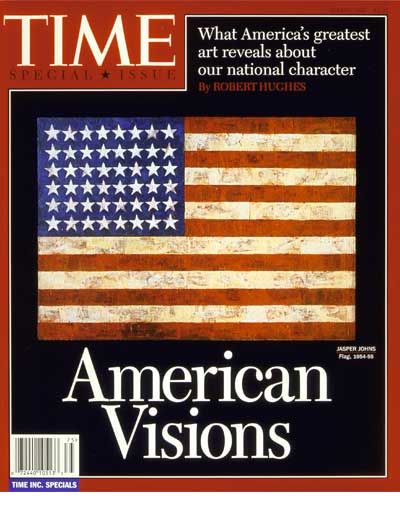 TIME
SPECIAL ★ ISSUE
What America's greatest
art reveals about
our national character
By ROBERT HUGHES
JASPER JOHNS
Flag, 1954-55
American
Visions
TIME INC. SPECIALS